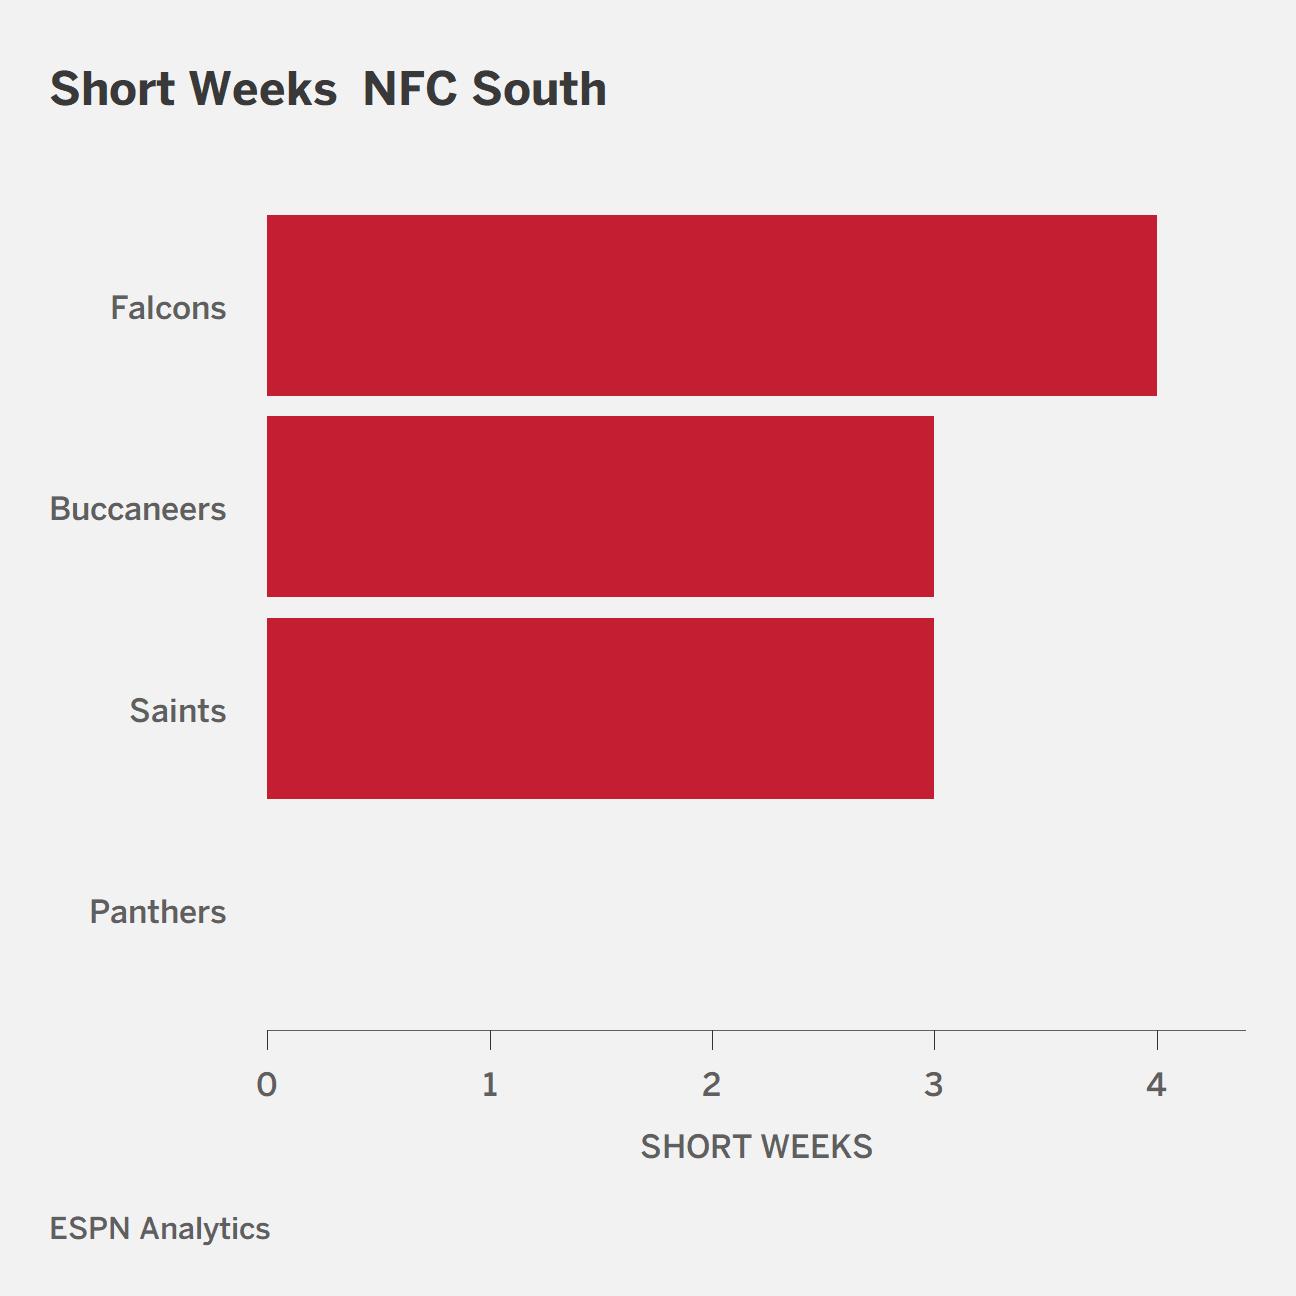 Short Weeks  NFC South
Falcons
Buccaneers
Saints
Panthers
0 1 2 3 4
SHORT WEEKS
ESPN Analytics